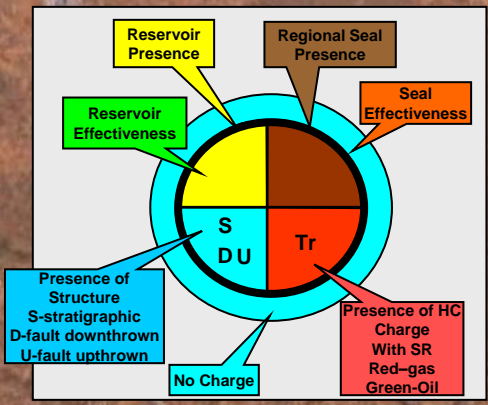 Reservoir
Presence
Regional Seal
Presence
Reservoir
Effectiveness
Seal
Effectiveness
S
D U
Tr
Presence of
Structure
S-stratigraphic
D-fault downthrown
U-fault upthrown
No Charge
Presence of HC
Charge
With SR
Red–gas
Green-Oil